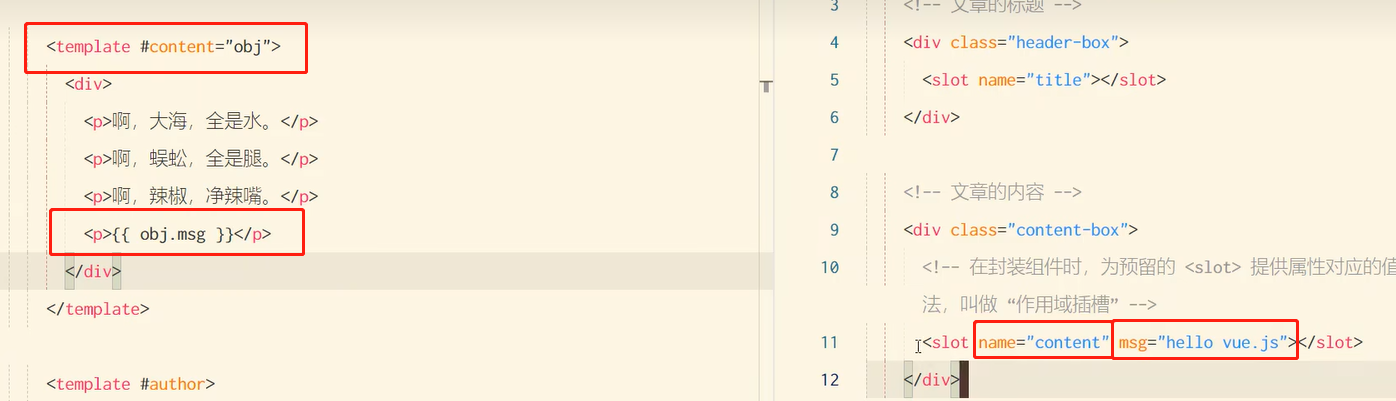 <template #content="obj">
<div>
<p>啊，大海，全是水。</p>
<p>啊，蜈蚣，全是腿。</p>
<p>啊，辣椒，净辣嘴。</p>
<p>{{ obj.msg }}</p>
</div>
</template>
<template #author>
3 <!-- 文章的标题 -->
4 <div class="header-box">
5 <slot name="title"></slot>
6 </div>
7
8 <!-- 文章的内容 -->
9 <div class="content-box">
10 <!-- 在封装组件时，为预留的 <slot> 提供属性对应的值
法，叫做 “作用域插槽” -->
11 <slot name="content" msg="hello vue.js"></slot>
12 </div>